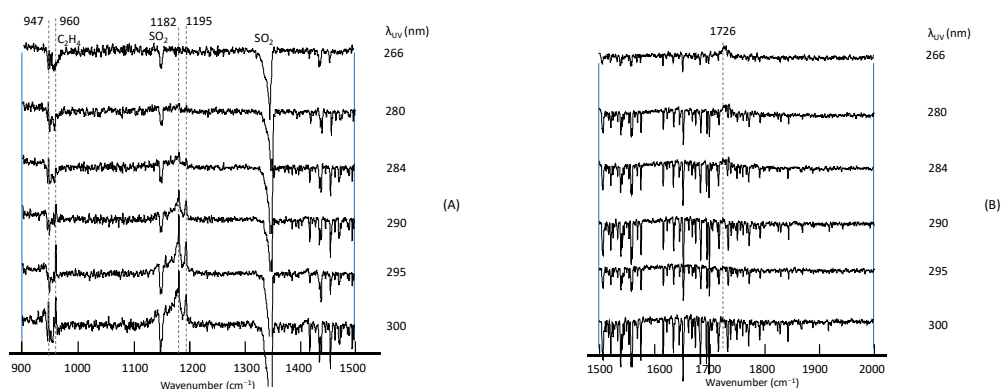 947 960 1182 1195
C₂H₄ SO₂ SO₂
λUV (nm)
266
280
284
290
295
300
900 1000 1100 1200 1300 1400 1500
Wavenumber (cm⁻¹)
(A)
1726
λUV (nm)
266
280
284
290
295
300
1500 1600 1700 1800 1900 2000
Wavenumber (cm⁻¹)
(B)